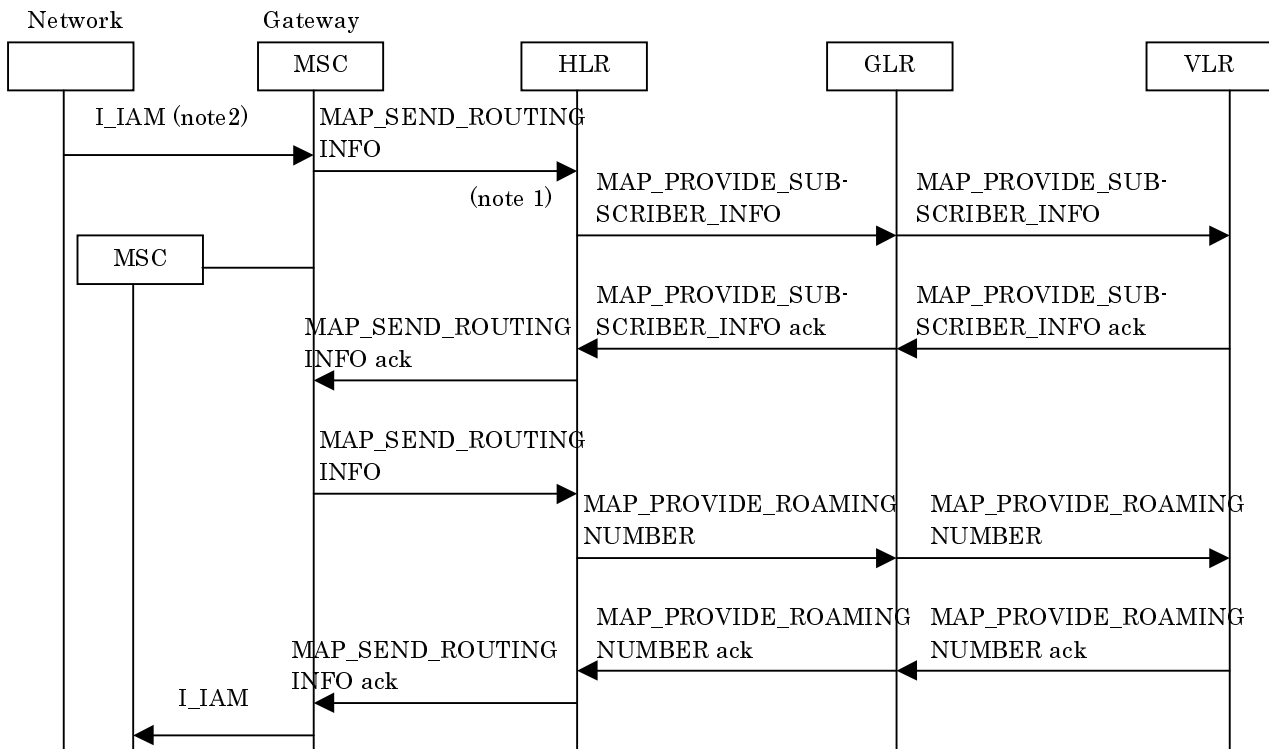 Network
Gateway
MSC
HLR
GLR
VLR
I_IAM (note2)
MAP_SEND_ROUTING
INFO
(note 1)
MAP_PROVIDE_SUB-
SCRIBER_INFO
MAP_PROVIDE_SUB-
SCRIBER_INFO
MSC
MAP_PROVIDE_SUB-
SCRIBER_INFO ack
MAP_PROVIDE_SUB-
SCRIBER_INFO ack
MAP_SEND_ROUTING
INFO ack
MAP_SEND_ROUTING
INFO
MAP_PROVIDE_ROAMING
NUMBER
MAP_PROVIDE_ROAMING
NUMBER
MAP_PROVIDE_ROAMING
NUMBER ack
MAP_PROVIDE_ROAMING
NUMBER ack
MAP_SEND_ROUTING
INFO ack
I_IAM